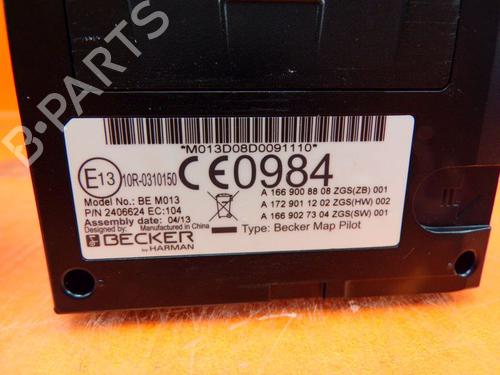 B-PARTS
*M013D08D0091110*
E13 10R-0310150 CE0984
Model No.: BE M013
P/N 2406624 EC:104
Assembly date: 04/13
Designed by: Manufactured in China
BECKER
by HARMAN
A 166 900 88 08 ZGS(ZB) 001
A 172 901 12 02 ZGS(HW) 002
A 166 902 73 04 ZGS(SW) 001
Type: Becker Map Pilot